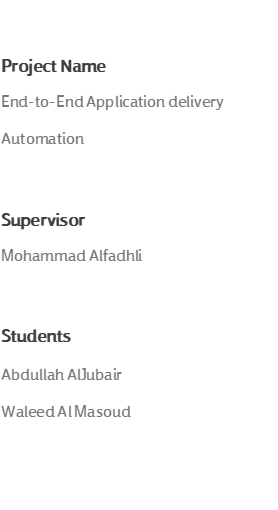 Project Name
End-to-End Application delivery
Automation
Supervisor
Mohammad Alfadhli
Students
Abdullah AlJubair
Waleed Al Masoud